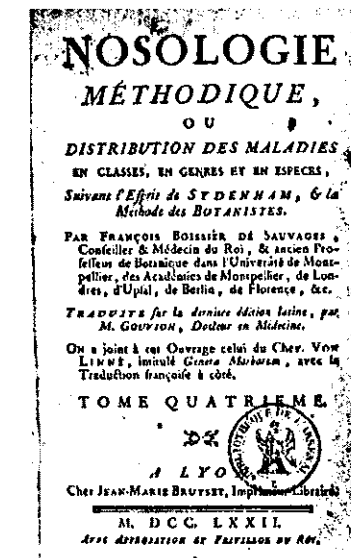 NOSOLOGIE
MÉTHODIQUE,
OU
DISTRIBUTION DES MALADIES
EN CLASSES, EN GENRES ET EN ESPECES,
Suivant l'Esprit de SYDENHAM, & la
Méthode des BOTANISTES.
PAR FRANÇOIS BOISSIER DE SAUVAGES,
Conseiller & Médecin du Roi, & ancien Pro-
fesseur de Botanique dans l'Université de Mont-
pellier, des Académies de Montpellier, de Lon-
dres, d'Upsal, de Berlin, de Florence, &c.
TRADUITE sur la derniere édition latine, par
M. GOUVION, Docteur en Médecine.
ON a joint à cet Ouvrage celui du Chev. VON
LINNÉ, intitulé Genera Morborum, avec la
Traduction françoise à côté.
TOME QUATRIEME.
BIBLIOTHEQUE DE L'ARSENAL
A LYON
Chez JEAN-MARIE BRUYSET, Imprimeur-Libraire
M. DCC. LXXII.
AVEC APPROBATION ET PRIVILEGE DU ROI.